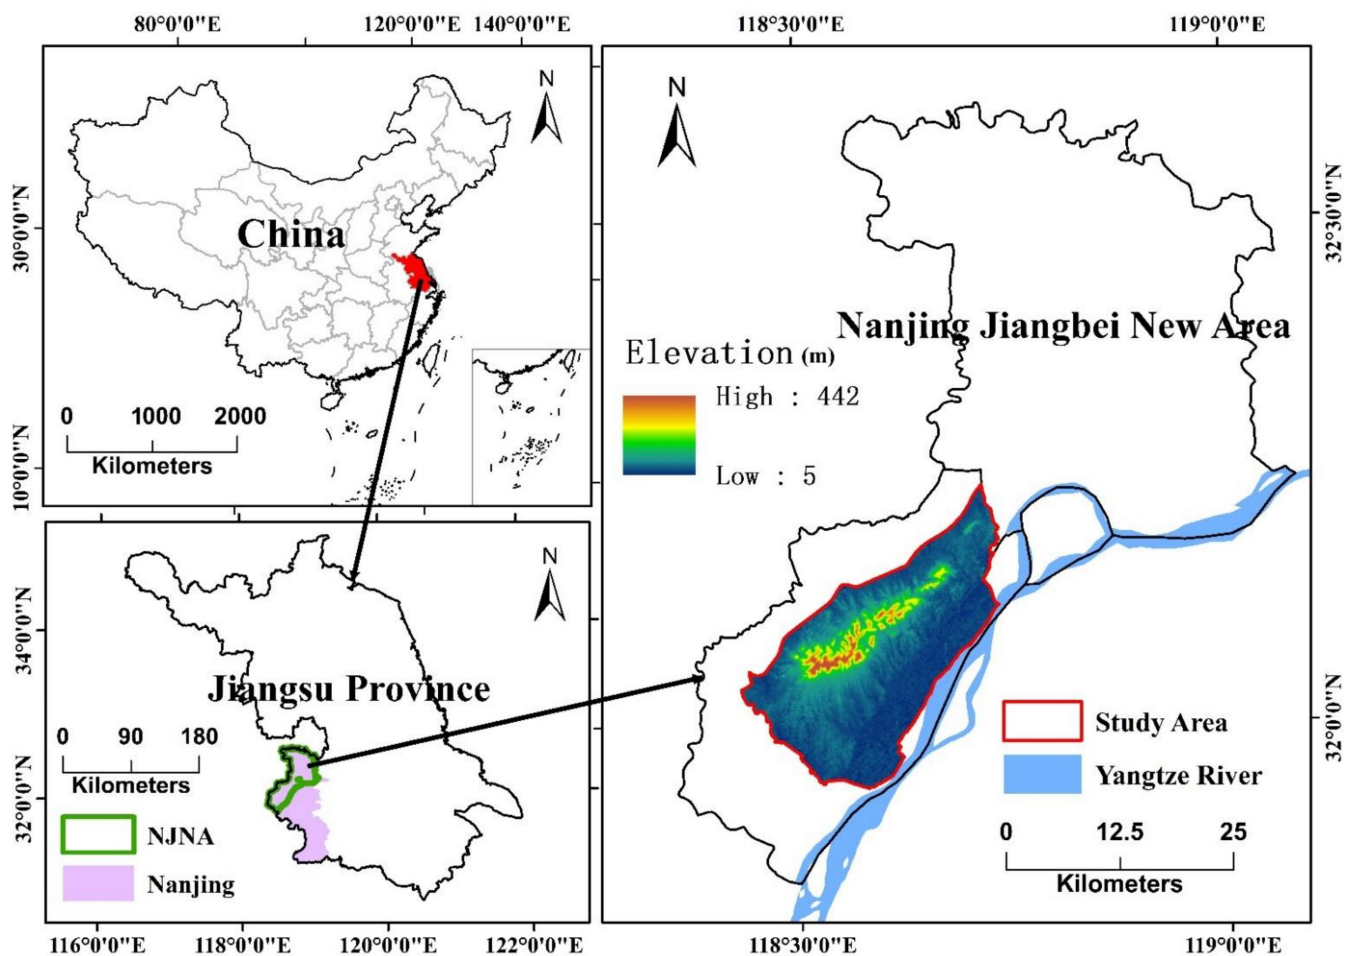 80°0'0"E
120°0'0"E
140°0'0"E
30°0'0"N
10°0'0"N
N
China
0
1000
2000
Kilometers
N
Jiangsu Province
34°0'0"N
32°0'0"N
0
90
180
Kilometers
NJNA
Nanjing
116°0'0"E
118°0'0"E
120°0'0"E
122°0'0"E
118°30'0"E
119°0'0"E
N
32°30'0"N
32°0'0"N
Nanjing Jiangbei New Area
Elevation (m)
High : 442
Low : 5
Study Area
Yangtze River
0
12.5
25
Kilometers
118°30'0"E
119°0'0"E